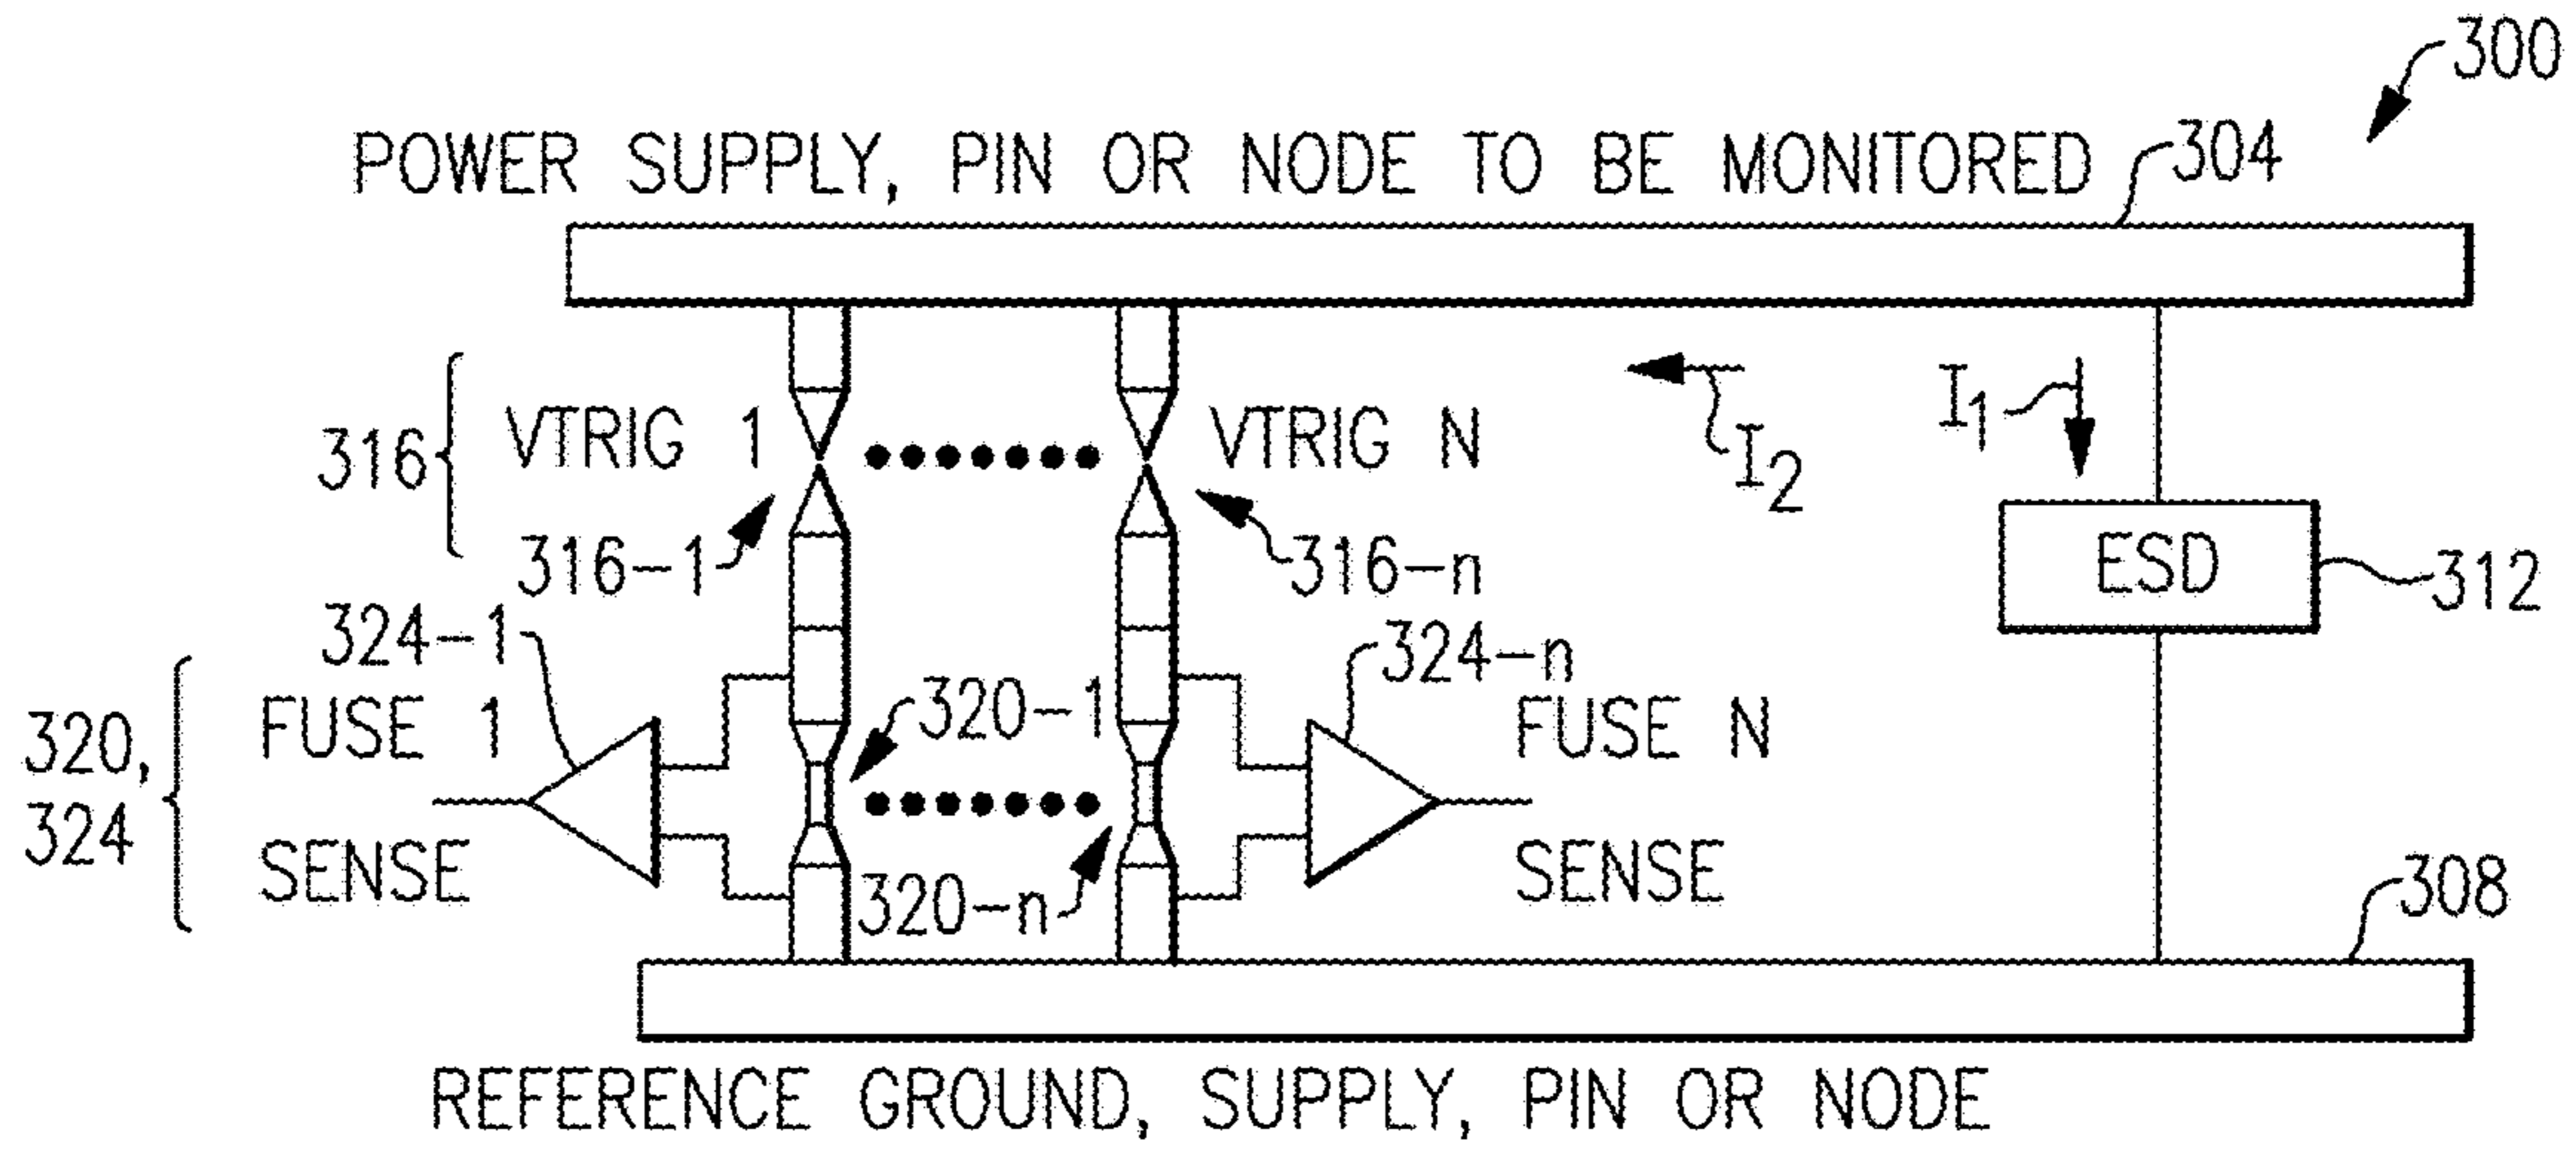 300
POWER SUPPLY, PIN OR NODE TO BE MONITORED
304
316
VTRIG 1
VTRIG N
I2
I1
316-1
316-n
ESD
312
324-1
324-n
320,
324
FUSE 1
SENSE
320-1
FUSE N
SENSE
320-n
308
REFERENCE GROUND, SUPPLY, PIN OR NODE